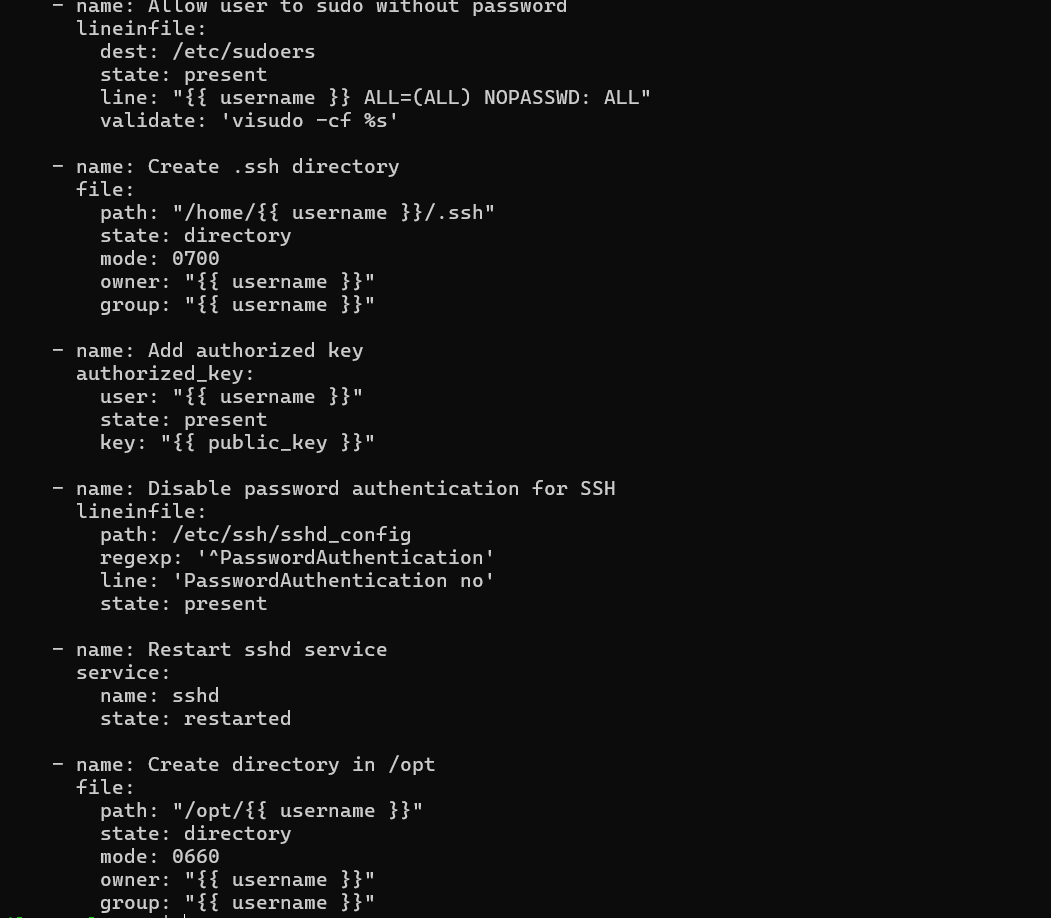 - name: Allow user to sudo without password
  lineinfile:
    dest: /etc/sudoers
    state: present
    line: "{{ username }} ALL=(ALL) NOPASSWD: ALL"
    validate: 'visudo -cf %s'

- name: Create .ssh directory
  file:
    path: "/home/{{ username }}/.ssh"
    state: directory
    mode: 0700
    owner: "{{ username }}"
    group: "{{ username }}"

- name: Add authorized key
  authorized_key:
    user: "{{ username }}"
    state: present
    key: "{{ public_key }}"

- name: Disable password authentication for SSH
  lineinfile:
    path: /etc/ssh/sshd_config
    regexp: '^PasswordAuthentication'
    line: 'PasswordAuthentication no'
    state: present

- name: Restart sshd service
  service:
    name: sshd
    state: restarted

- name: Create directory in /opt
  file:
    path: "/opt/{{ username }}"
    state: directory
    mode: 0660
    owner: "{{ username }}"
    group: "{{ username }}"